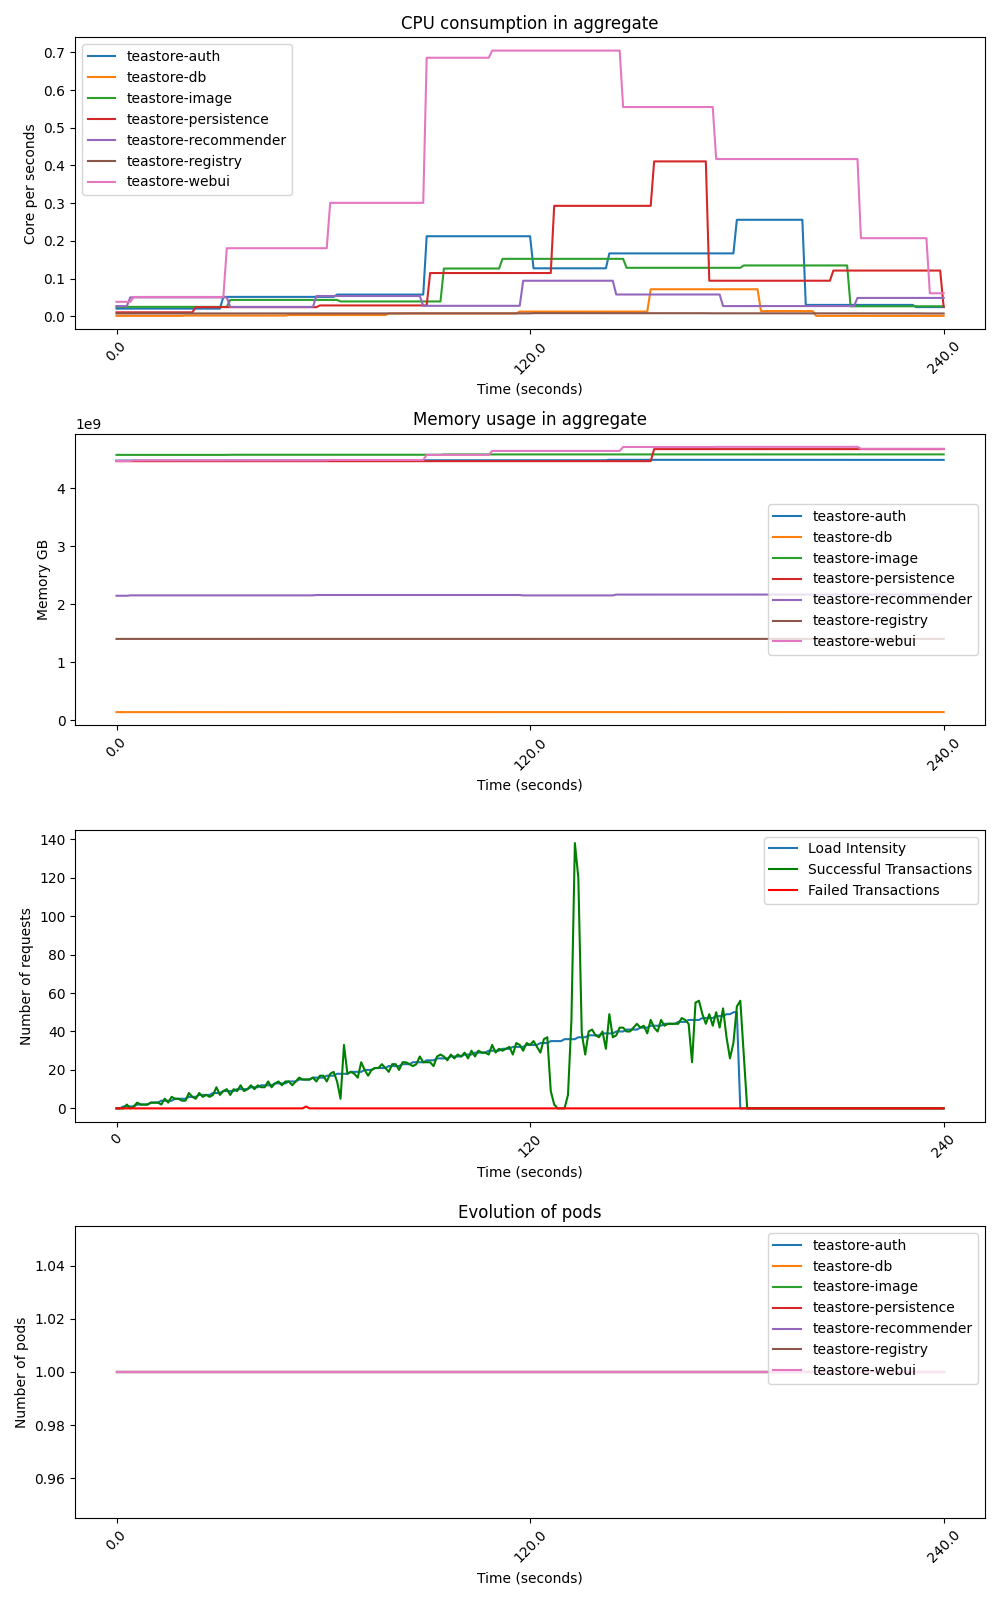 CPU consumption in aggregate
Core per seconds
0.7
0.6
0.5
0.4
0.3
0.2
0.1
0.0
teastore-auth
teastore-db
teastore-image
teastore-persistence
teastore-recommender
teastore-registry
teastore-webui
0.0
120.0
240.0
Time (seconds)
Memory usage in aggregate
1e9
Memory GB
4
3
2
1
0
teastore-auth
teastore-db
teastore-image
teastore-persistence
teastore-recommender
teastore-registry
teastore-webui
0.0
120.0
240.0
Time (seconds)
Number of requests
140
120
100
80
60
40
20
0
Load Intensity
Successful Transactions
Failed Transactions
0
120
240
Time (seconds)
Evolution of pods
Number of pods
1.04
1.02
1.00
0.98
0.96
teastore-auth
teastore-db
teastore-image
teastore-persistence
teastore-recommender
teastore-registry
teastore-webui
0.0
120.0
240.0
Time (seconds)